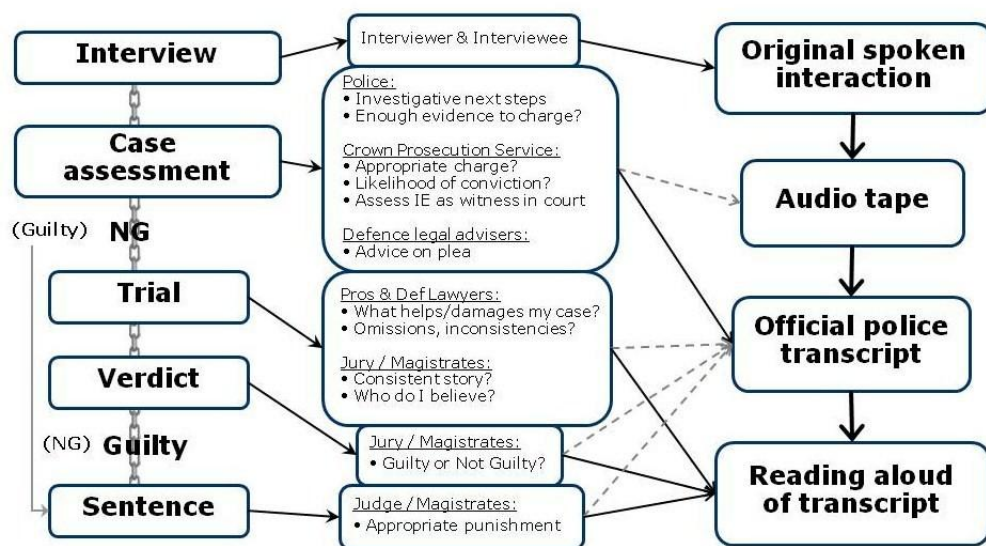 Interview
Case
assessment
(Guilty) NG
Trial
Verdict
(NG) Guilty
Sentence
Interviewer & Interviewee
Police:
• Investigative next steps
• Enough evidence to charge?
Crown Prosecution Service:
• Appropriate charge?
• Likelihood of conviction?
• Assess IE as witness in court
Defence legal advisers:
• Advice on plea
Pros & Def Lawyers:
• What helps/damages my case?
• Omissions, inconsistencies?
Jury / Magistrates:
• Consistent story?
• Who do I believe?
Jury / Magistrates:
• Guilty or Not Guilty?
Judge / Magistrates:
• Appropriate punishment
Original spoken
interaction
Audio tape
Official police
transcript
Reading aloud
of transcript